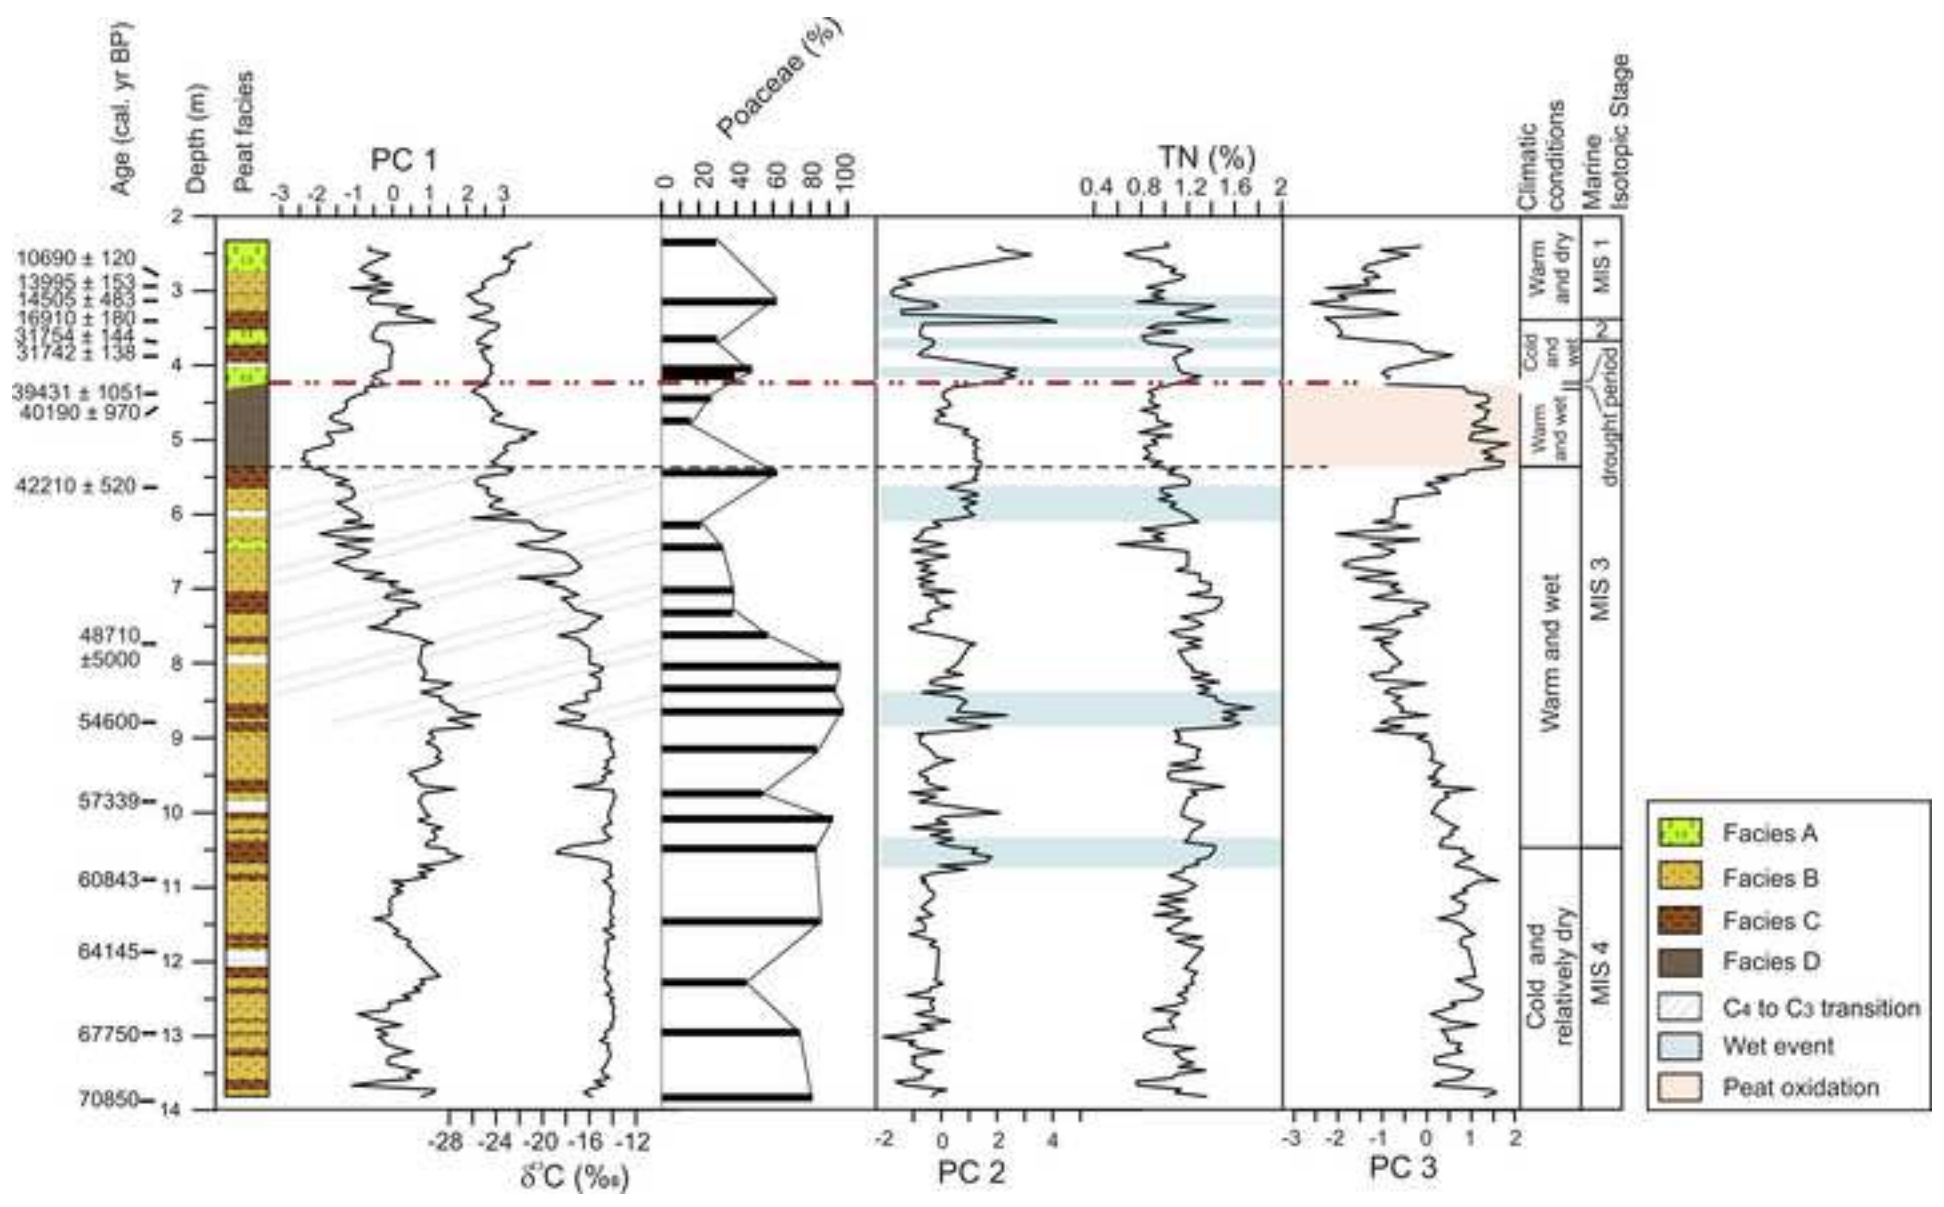 Age (cal. yr BP)
Depth (m)
Peat facies
PC 1
-3 -2 -1 0 1 2 3
Poaceae (%)
0 20 40 60 80 100
TN (%)
0.4 0.8 1.2 1.6 2
Climatic conditions
Marine Isotopic Stage
2
3
4
5
6
7
8
9
10
11
12
13
14
10690 ± 120
13995 ± 153
14505 ± 483
16910 ± 180
31754 ± 144
31742 ± 138
39431 ± 1051
40190 ± 970
42210 ± 520
48710
±5000
54600
57339
60843
64145
67750
70850
Warm
and dry
Cold
and
wet
Warm
and wet
Warm and wet
Cold and
relatively dry
MIS 1
2
drought period
MIS 3
MIS 4
-28 -24 -20 -16 -12
-2 0 2 4
PC 2
-3 -2 -1 0 1 2
PC 3
Facies A
Facies B
Facies C
Facies D
C4 to C3 transition
Wet event
Peat oxidation